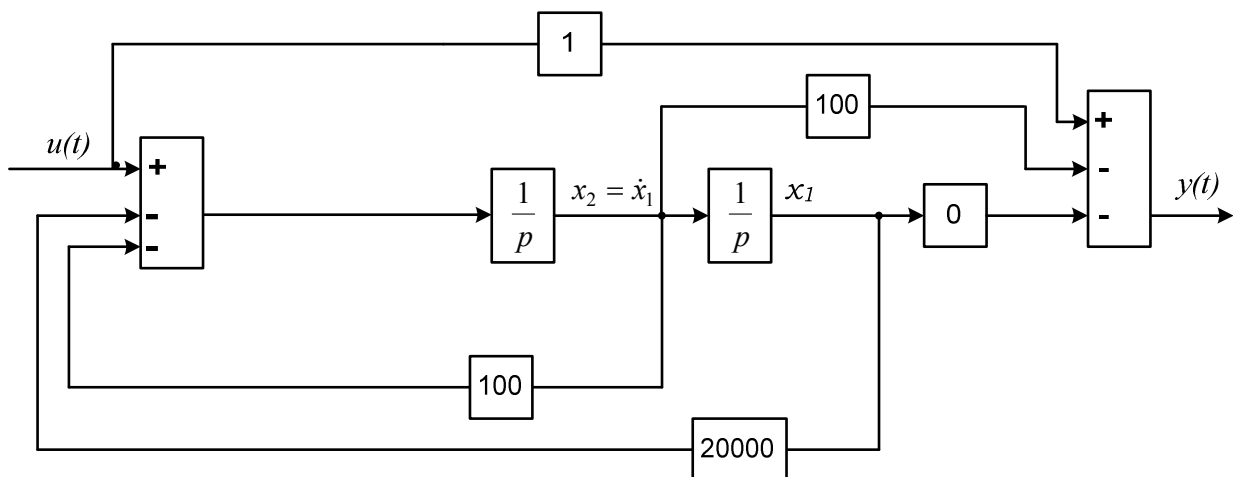 1
100
u(t)
+
-
-
1/p
x₂ = ẋ₁
1/p
x₁
0
+
-
-
y(t)
100
20000